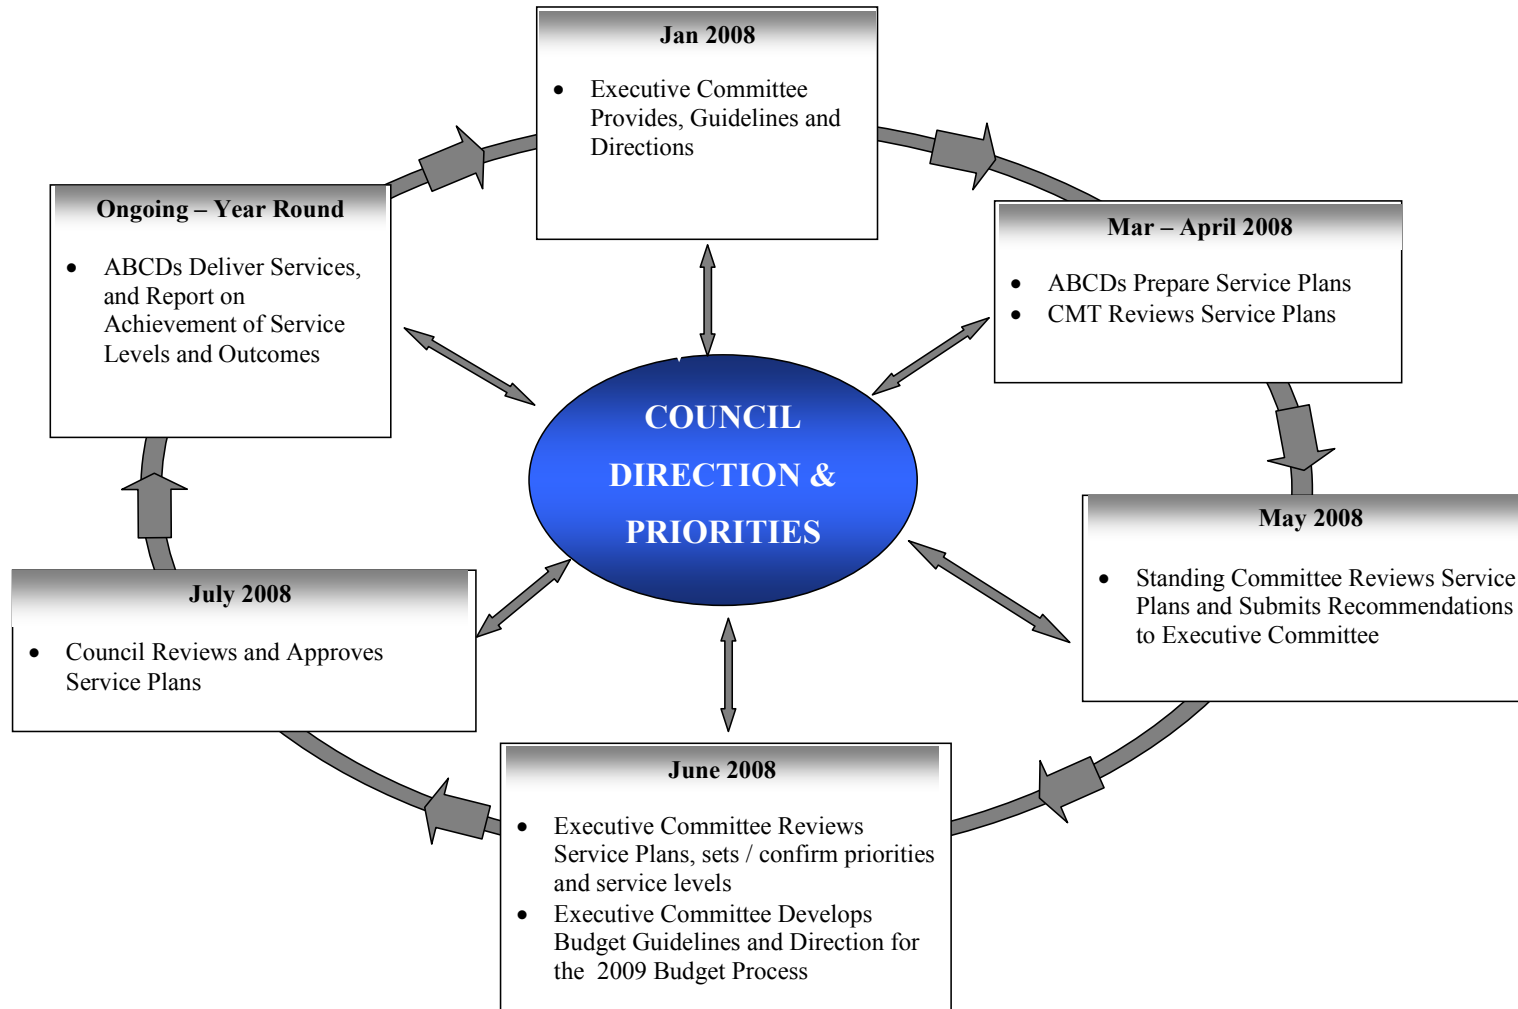 Jan 2008
• Executive Committee
Provides, Guidelines and
Directions
Mar – April 2008
• ABCDs Prepare Service Plans
• CMT Reviews Service Plans
May 2008
• Standing Committee Reviews Service
Plans and Submits Recommendations
to Executive Committee
June 2008
• Executive Committee Reviews
Service Plans, sets / confirm priorities
and service levels
• Executive Committee Develops
Budget Guidelines and Direction for
the 2009 Budget Process
July 2008
• Council Reviews and Approves
Service Plans
Ongoing – Year Round
• ABCDs Deliver Services,
and Report on
Achievement of Service
Levels and Outcomes
COUNCIL
DIRECTION &
PRIORITIES